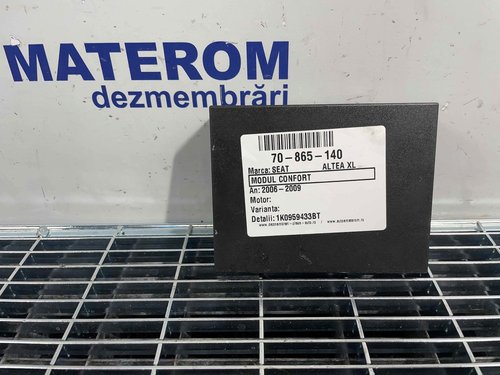 MATEROM
dezmembrări
70-865-140
Marca: SEAT ALTEA XL
MODUL CONFORT
An: 2006-2009
Motor:
Varianta:
Detalii: 1K0959433BT